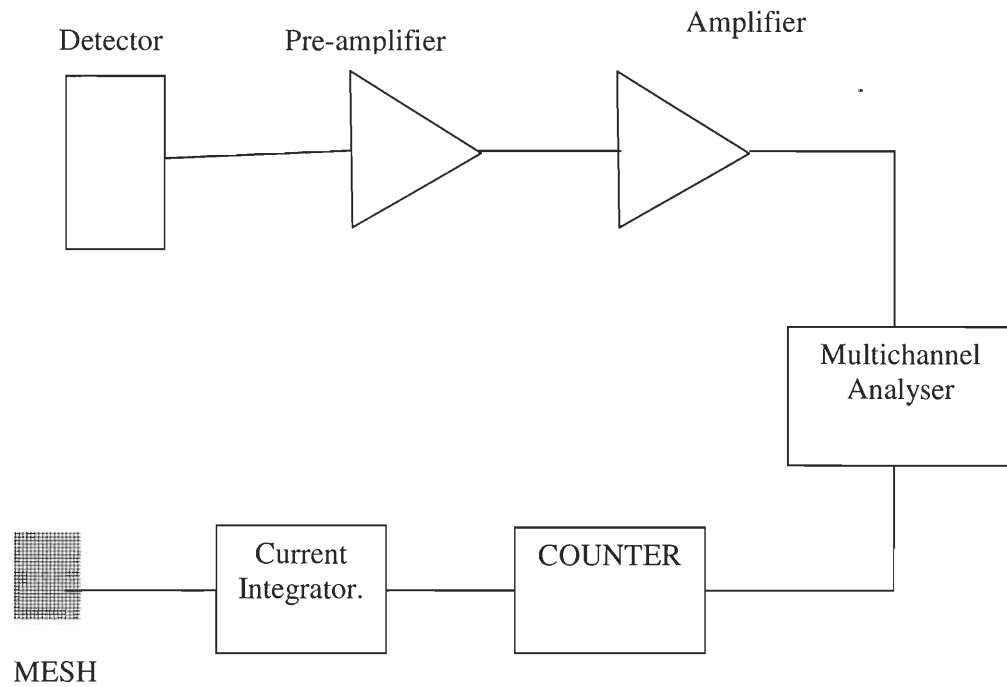 Detector
Pre-amplifier
Amplifier
Multichannel
Analyser
Current
Integrator.
COUNTER
MESH